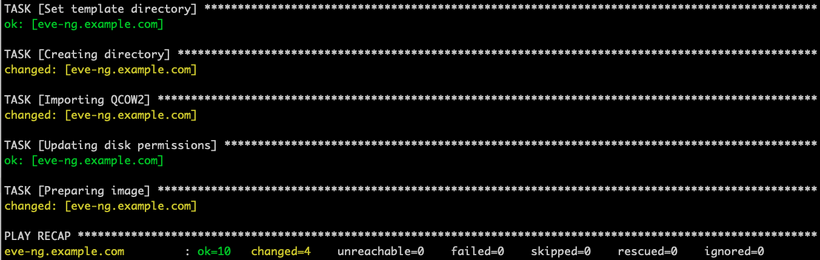 TASK [Set template directory] ********************************************************************************************
ok: [eve-ng.example.com]
TASK [Creating directory] ************************************************************************************************
changed: [eve-ng.example.com]
TASK [Importing QCOW2] ***************************************************************************************************
changed: [eve-ng.example.com]
TASK [Updating disk permissions] *****************************************************************************************
ok: [eve-ng.example.com]
TASK [Preparing image] ***************************************************************************************************
changed: [eve-ng.example.com]
PLAY RECAP ***************************************************************************************************************
eve-ng.example.com : ok=10 changed=4 unreachable=0 failed=0 skipped=0 rescued=0 ignored=0